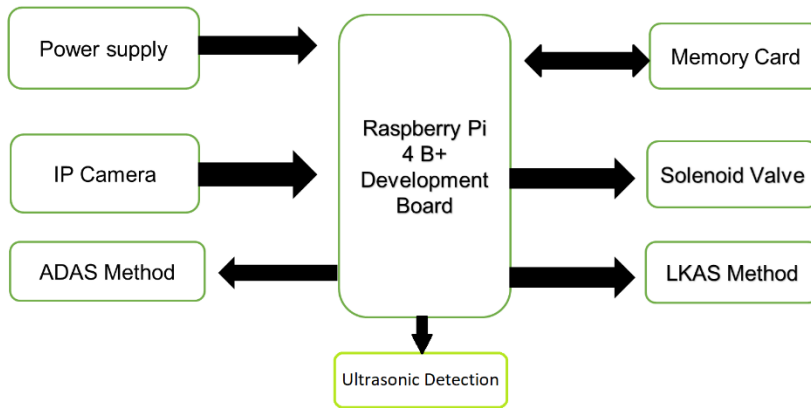 Power supply
IP Camera
ADAS Method
Raspberry Pi
4 B+
Development
Board
Memory Card
Solenoid Valve
LKAS Method
Ultrasonic Detection